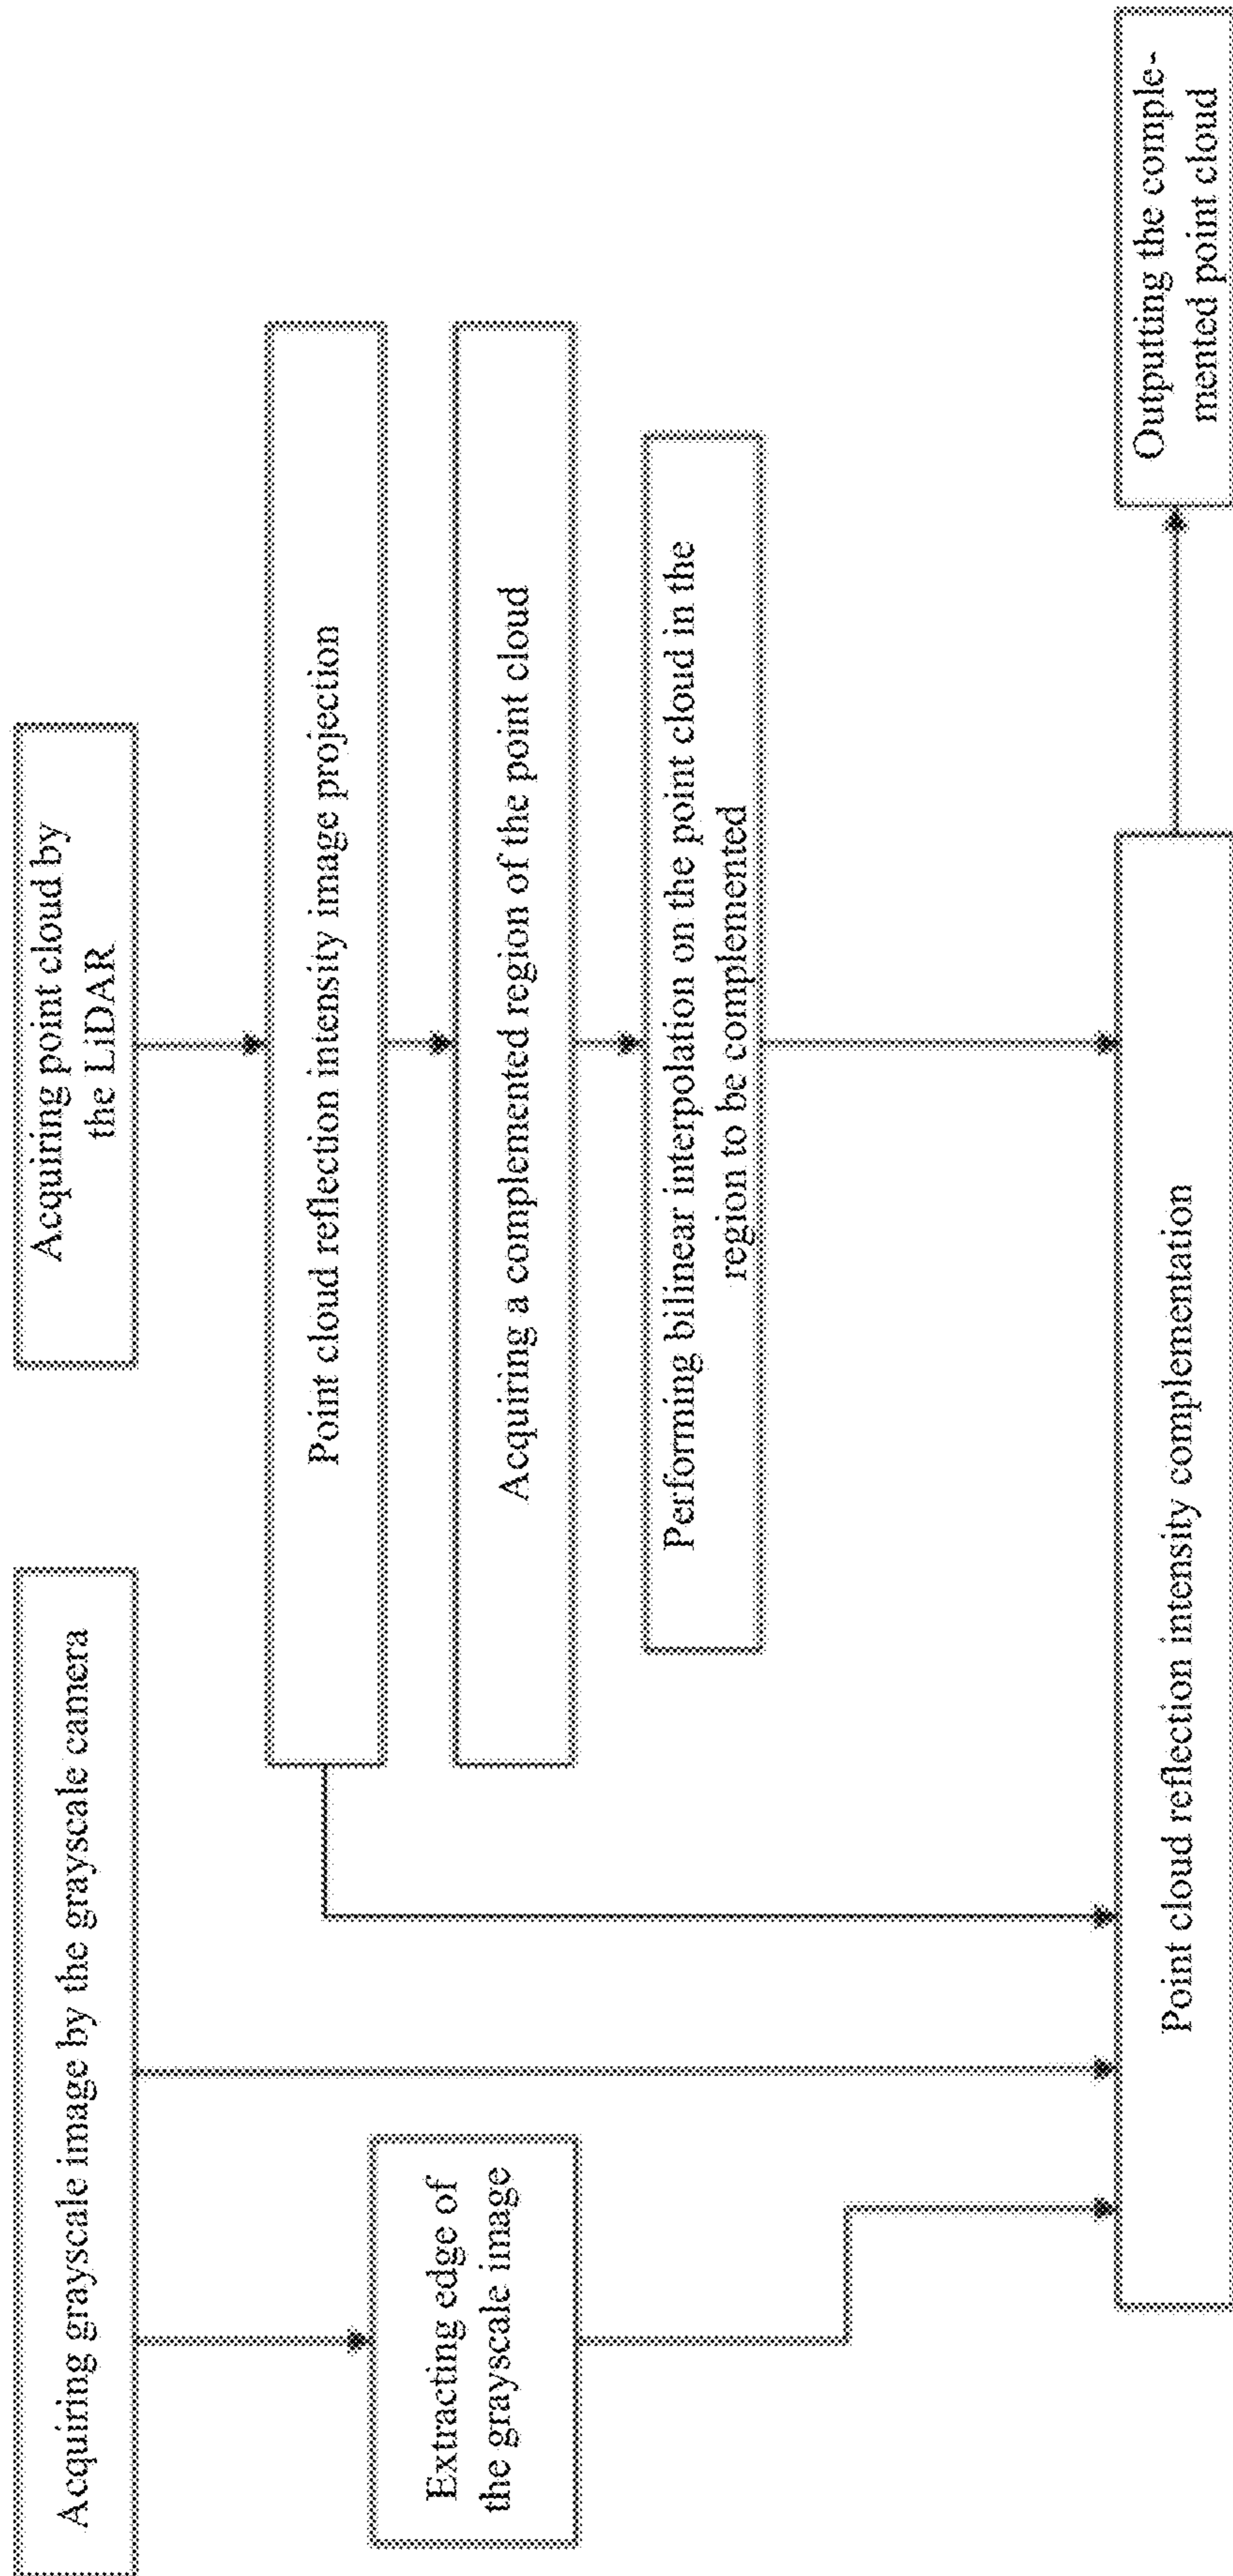 Acquiring grayscale image by the grayscale camera
Acquiring point cloud by
the LiDAR
Extracting edge of
the grayscale image
Point cloud reflection intensity image projection
Acquiring a complemented region of the point cloud
Performing bilinear interpolation on the point cloud in the
region to be complemented
Point cloud reflection intensity complementation
Outputting the comple-
mented point cloud